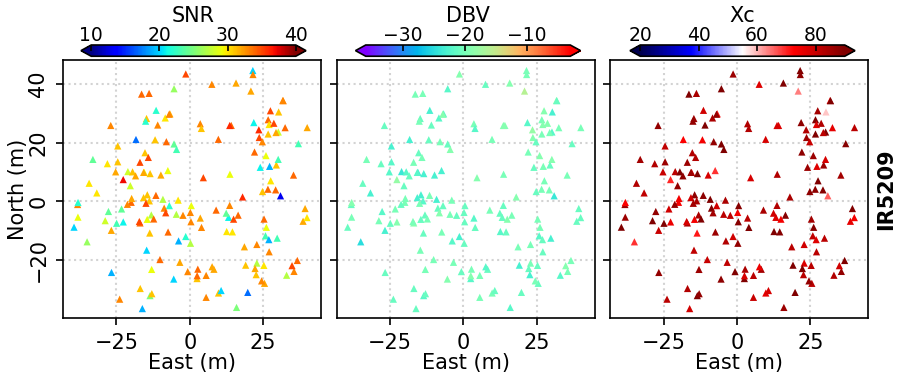 SNR DBV Xc
10 20 30 40 −30 −20 −10 20 40 60 80
40
20
0
−20
North (m)
IR5209
−25 0 25 −25 0 25 −25 0 25
East (m) East (m) East (m)